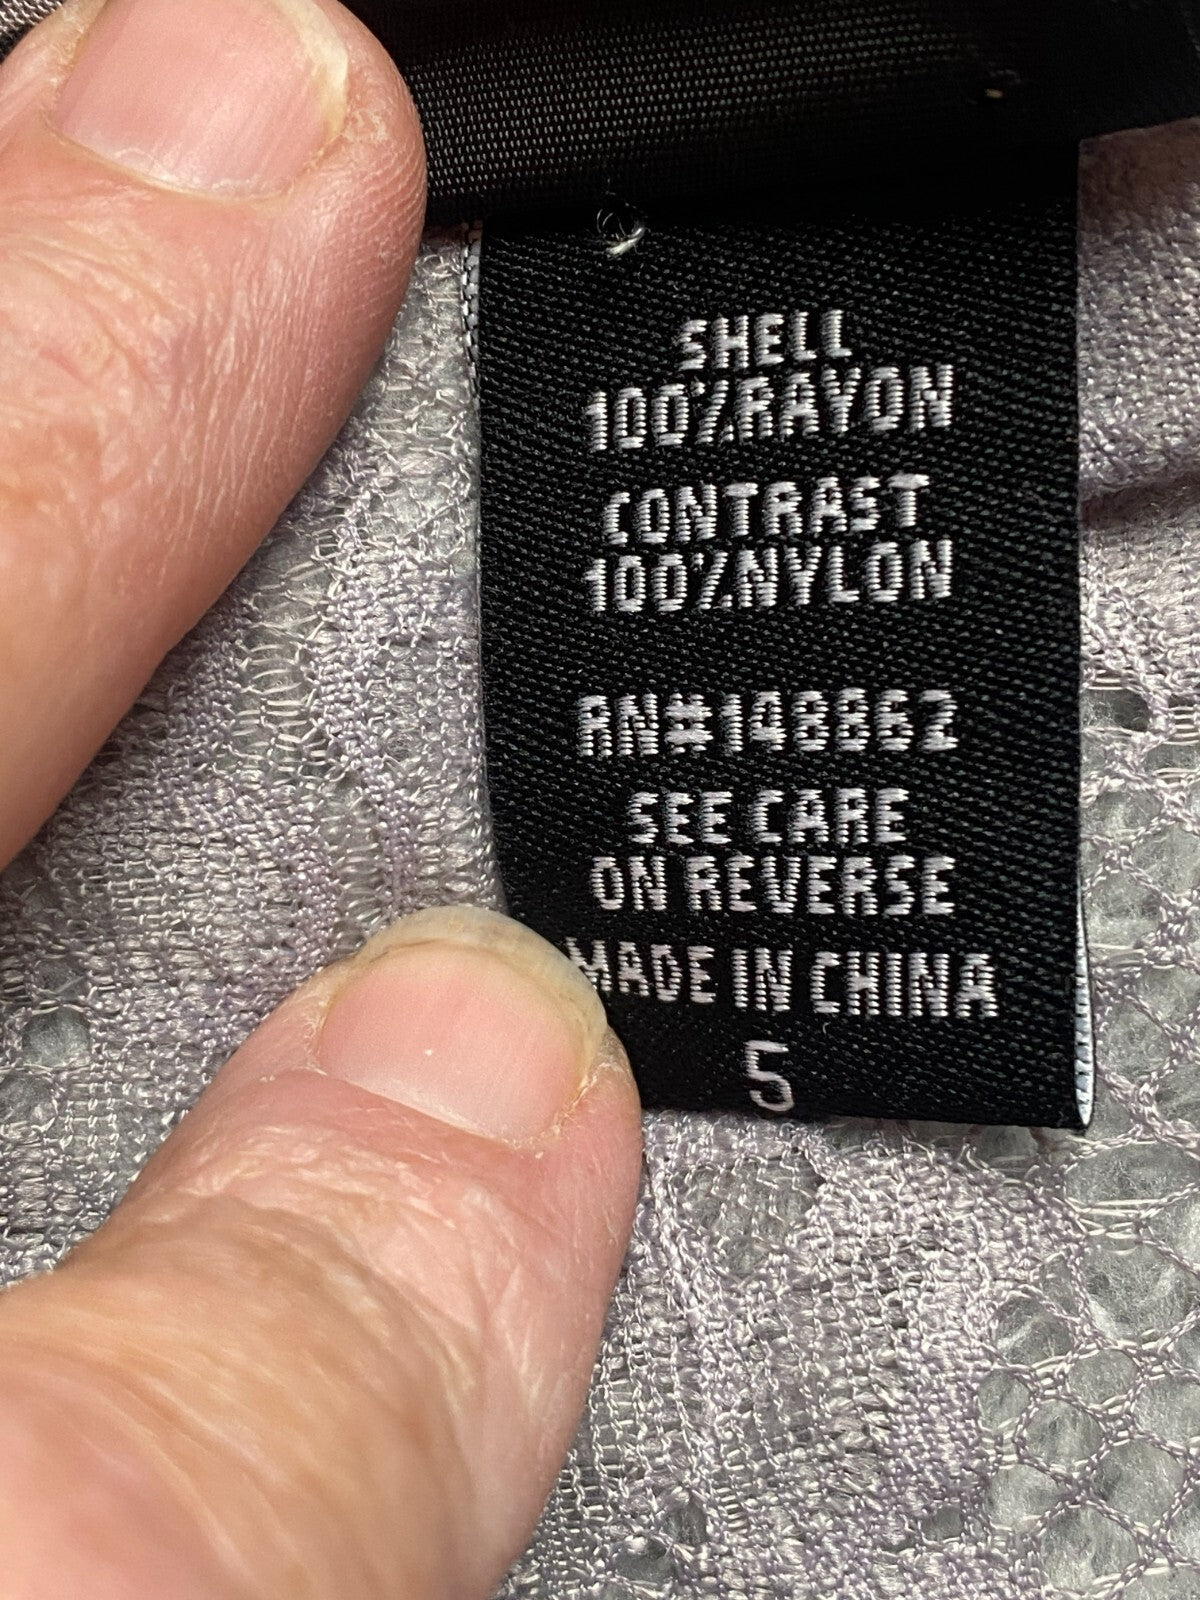 SHELL
100%RAYON
CONTRAST
100%NYLON
RN#148862
SEE CARE
ON REVERSE
MADE IN CHINA
5